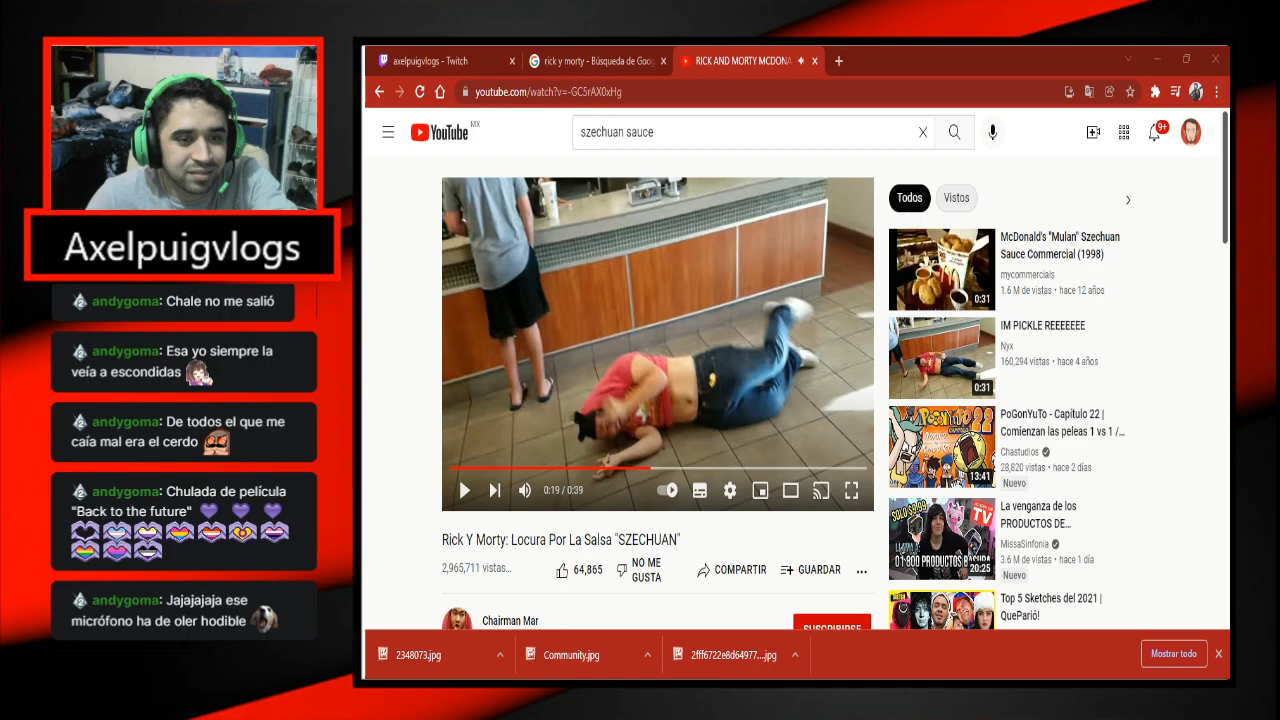 Axelpuigvlogs
andygoma: Chale no me salió
andygoma: Esa yo siempre la
veía a escondidas
andygoma: De todos el que me
caía mal era el cerdo
andygoma: Chulada de película
"Back to the future"
andygoma: Jajajajaja ese
micrófono ha de oler hodible
axelpuigvlogs - Twitch
rick y morty - Búsqueda de Goog
RICK AND MORTY MCDONA
youtube.com/watch?v=-GC5rAX0xHg
YouTube MX
szechuan sauce
9+
0:19 / 0:39
Rick Y Morty: Locura Por La Salsa "SZECHUAN"
2,965,711 vistas...
64,865
NO ME
GUSTA
COMPARTIR
GUARDAR
Chairman Mar
SUSCRIBIRSE
Todos
Vistos
McDonald's "Mulan" Szechuan
Sauce Commercial (1998)
mycommercials
1.6 M de vistas • hace 12 años
0:31
IM PICKLE REEEEEEE
Nyx
160,294 vistas • hace 4 años
0:31
PoGonYuTo - Capítulo 22 |
Comienzan las peleas 1 vs 1 /...
Chastudios
28,820 vistas • hace 2 días
Nuevo
13:41
La venganza de los
PRODUCTOS DE...
MissaSinfonía
3.6 M de vistas • hace 1 día
Nuevo
20:25
Top 5 Sketches del 2021 |
QueParió!
2348073.jpg
Community.jpg
2fff6722e8d64977....jpg
Mostrar todo